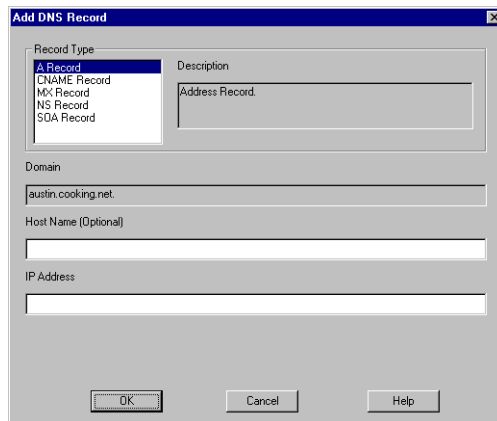 Add DNS Record
Record Type
A Record
CNAME Record
MX Record
NS Record
SOA Record
Description
Address Record.
Domain
austin.cooking.net.
Host Name (Optional)
IP Address
OK
Cancel
Help